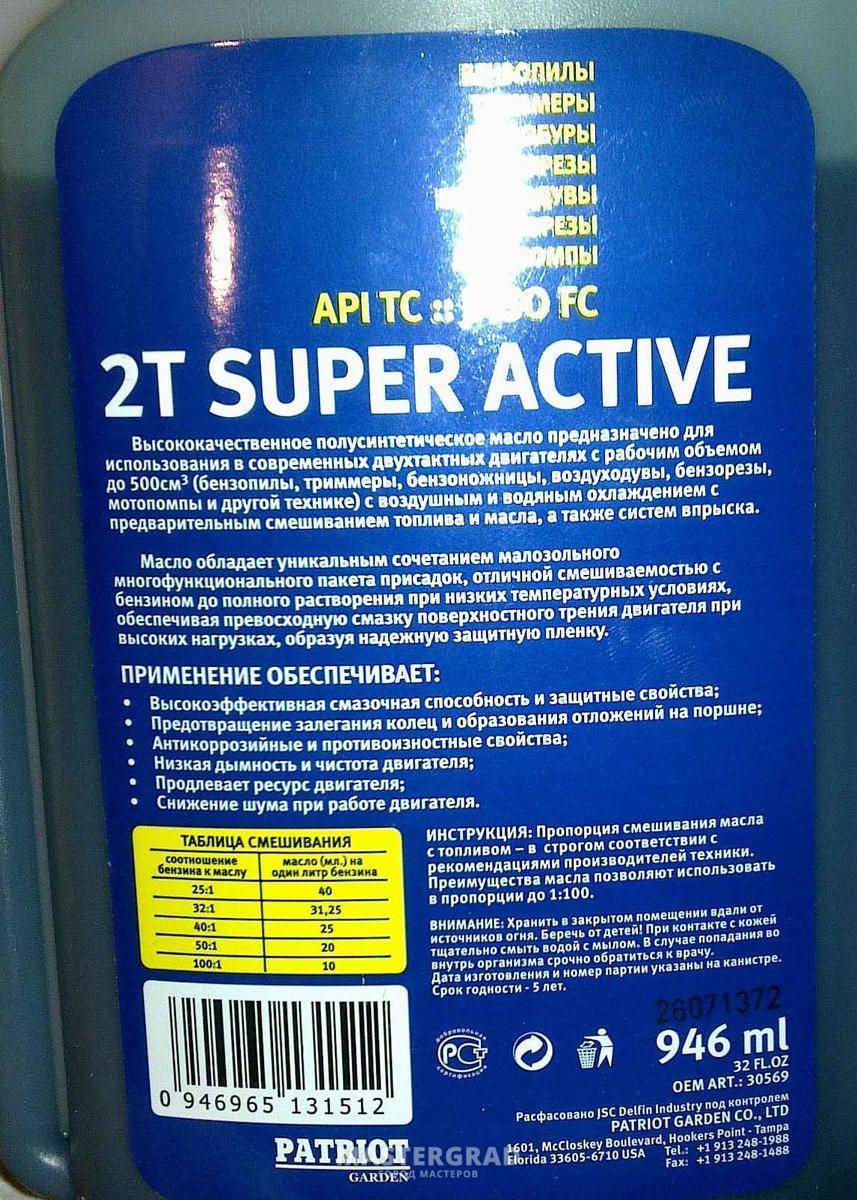 API TC :: FC
2T SUPER ACTIVE
Высококачественное полусинтетическое масло предназначено для
использования в современных двухтактных двигателях с рабочим объемом
до 500см³ (бензопилы, триммеры, бензоножницы, воздуходувы, бензорезы,
мотопомпы и другой технике) с воздушным и водяным охлаждением с
предварительным смешиванием топлива и масла, а также систем впрыска.
Масло обладает уникальным сочетанием малозольного
многофункционального пакета присадок, отличной смешиваемостью с
бензином до полного растворения при низких температурных условиях,
обеспечивая превосходную смазку поверхностного трения двигателя при
высоких нагрузках, образуя надежную защитную пленку.
ПРИМЕНЕНИЕ ОБЕСПЕЧИВАЕТ:
• Высокоэффективная смазочная способность и защитные свойства;
• Предотвращение залегания колец и образования отложений на поршне;
• Антикоррозийные и противоизностные свойства;
• Низкая дымность и чистота двигателя;
• Продлевает ресурс двигателя;
• Снижение шума при работе двигателя.
ТАБЛИЦА СМЕШИВАНИЯ
соотношение масло (мл.) на
бензина к маслу один литр бензина
25:1 40
32:1 31,25
40:1 25
50:1 20
100:1 10
ИНСТРУКЦИЯ: Пропорция смешивания масла
с топливом – в строгом соответствии с
рекомендациями производителей техники.
Преимущества масла позволяют использовать
в пропорции до 1:100.
ВНИМАНИЕ: Хранить в закрытом помещении вдали от
источников огня. Беречь от детей! При контакте с кожей
тщательно смыть водой с мылом. В случае попадания во
внутрь организма срочно обратиться к врачу.
Дата изготовления и номер партии указаны на канистре.
Срок годности - 5 лет.
26071372
добровольная
РСТ
сертификация
946 ml
32 FL.OZ
OEM ART.: 30569
0 946965 131512
Расфасовано JSC Delfin Industry под контролем
PATRIOT GARDEN CO., LTD
1601, McCloskey Boulevard, Hookers Point - Tampa
Florida 33605-6710 USA Tel.: +1 913 248-1988
Fax: +1 913 248-1488
PATRIOT
GARDEN
MASTERGRAD
ГОРОД МАСТЕРОВ